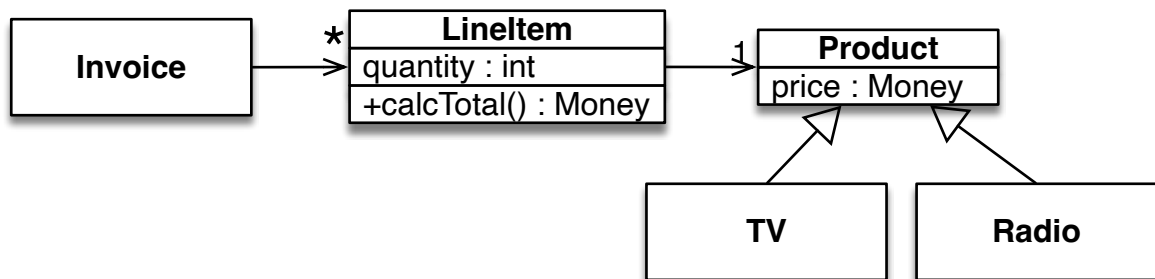 Invoice
*
LineItem
quantity : int
+calcTotal() : Money
1
Product
price : Money
TV
Radio